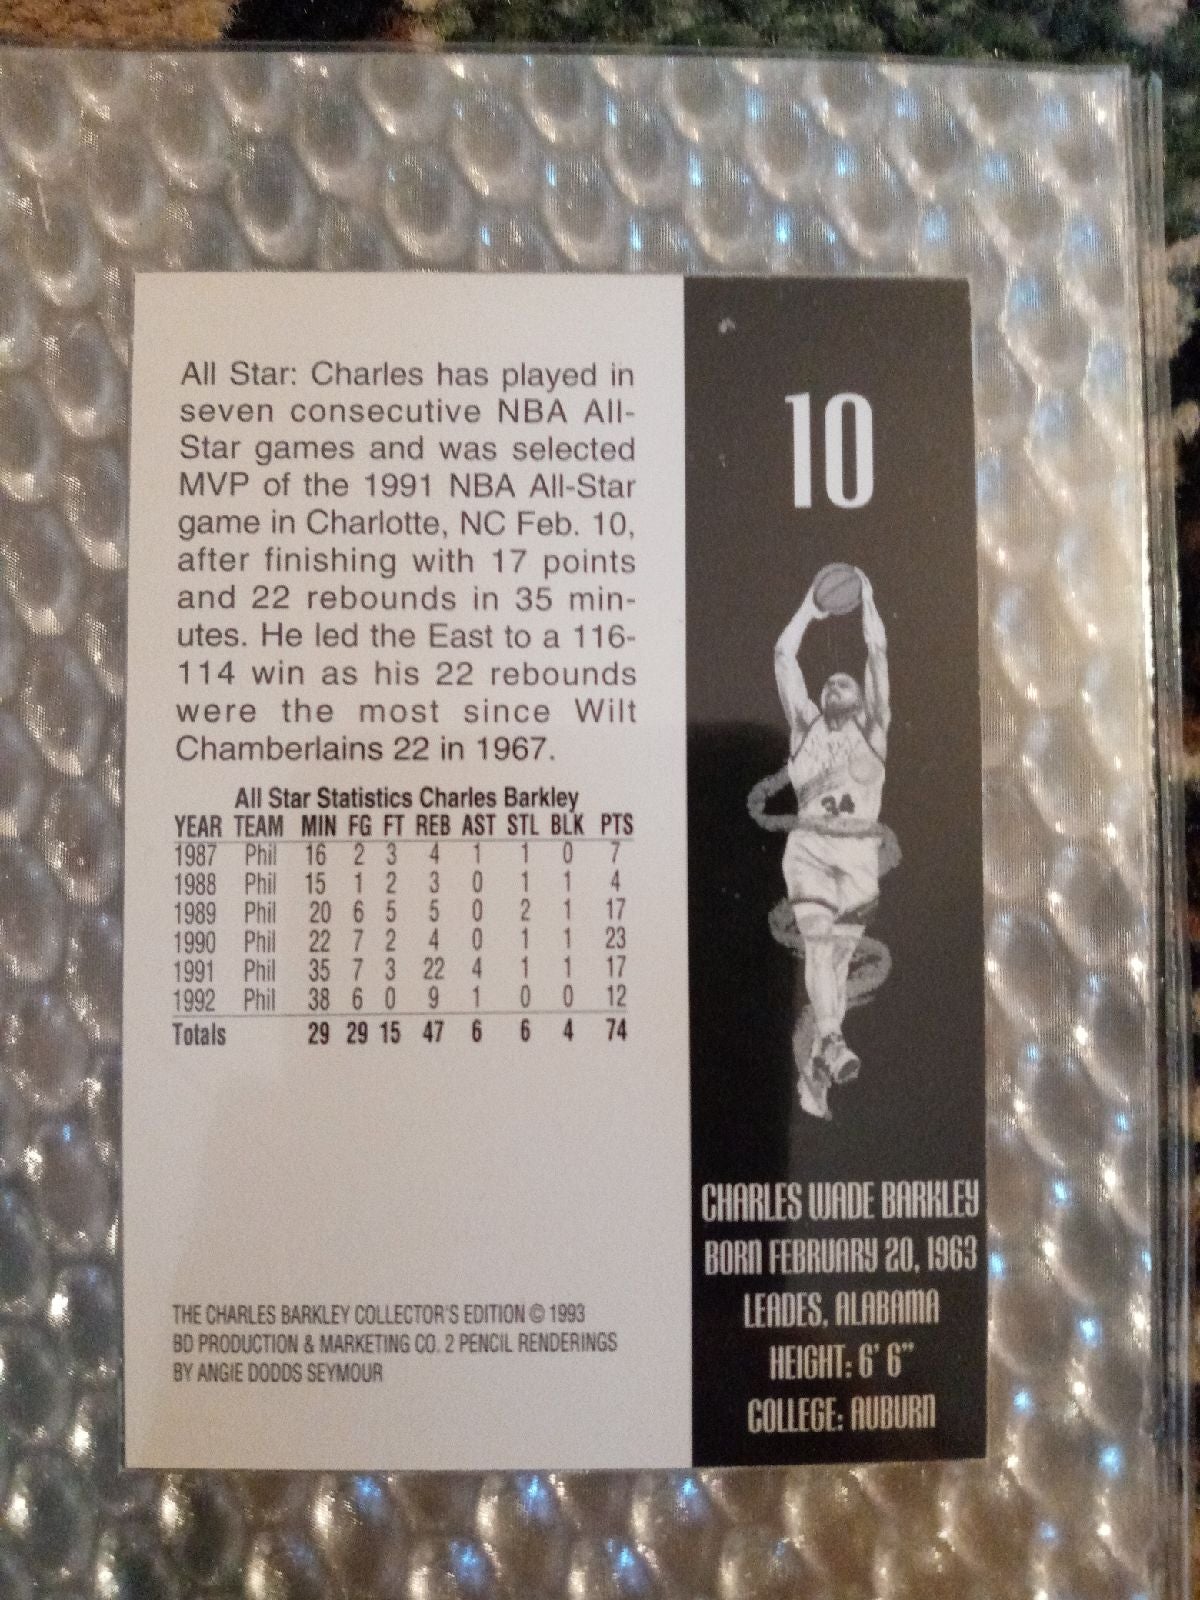 All Star: Charles has played in
seven consecutive NBA All-
Star games and was selected
MVP of the 1991 NBA All-Star
game in Charlotte, NC Feb. 10,
after finishing with 17 points
and 22 rebounds in 35 min-
utes. He led the East to a 116-
114 win as his 22 rebounds
were the most since Wilt
Chamberlains 22 in 1967.
All Star Statistics Charles Barkley
YEAR TEAM MIN FG FT REB AST STL BLK PTS
1987 Phil 16 2 3 4 1 1 0 7
1988 Phil 15 1 2 3 0 1 1 4
1989 Phil 20 6 5 5 0 2 1 17
1990 Phil 22 7 2 4 0 1 1 23
1991 Phil 35 7 3 22 4 1 1 17
1992 Phil 38 6 0 9 1 0 0 12
Totals 29 29 15 47 6 6 4 74
THE CHARLES BARKLEY COLLECTOR'S EDITION © 1993
BD PRODUCTION & MARKETING CO. 2 PENCIL RENDERINGS
BY ANGIE DODDS SEYMOUR
10
34
CHARLES WADE BARKLEY
BORN FEBRUARY 20, 1963
LEADES, ALABAMA
HEIGHT: 6' 6"
COLLEGE: AUBURN